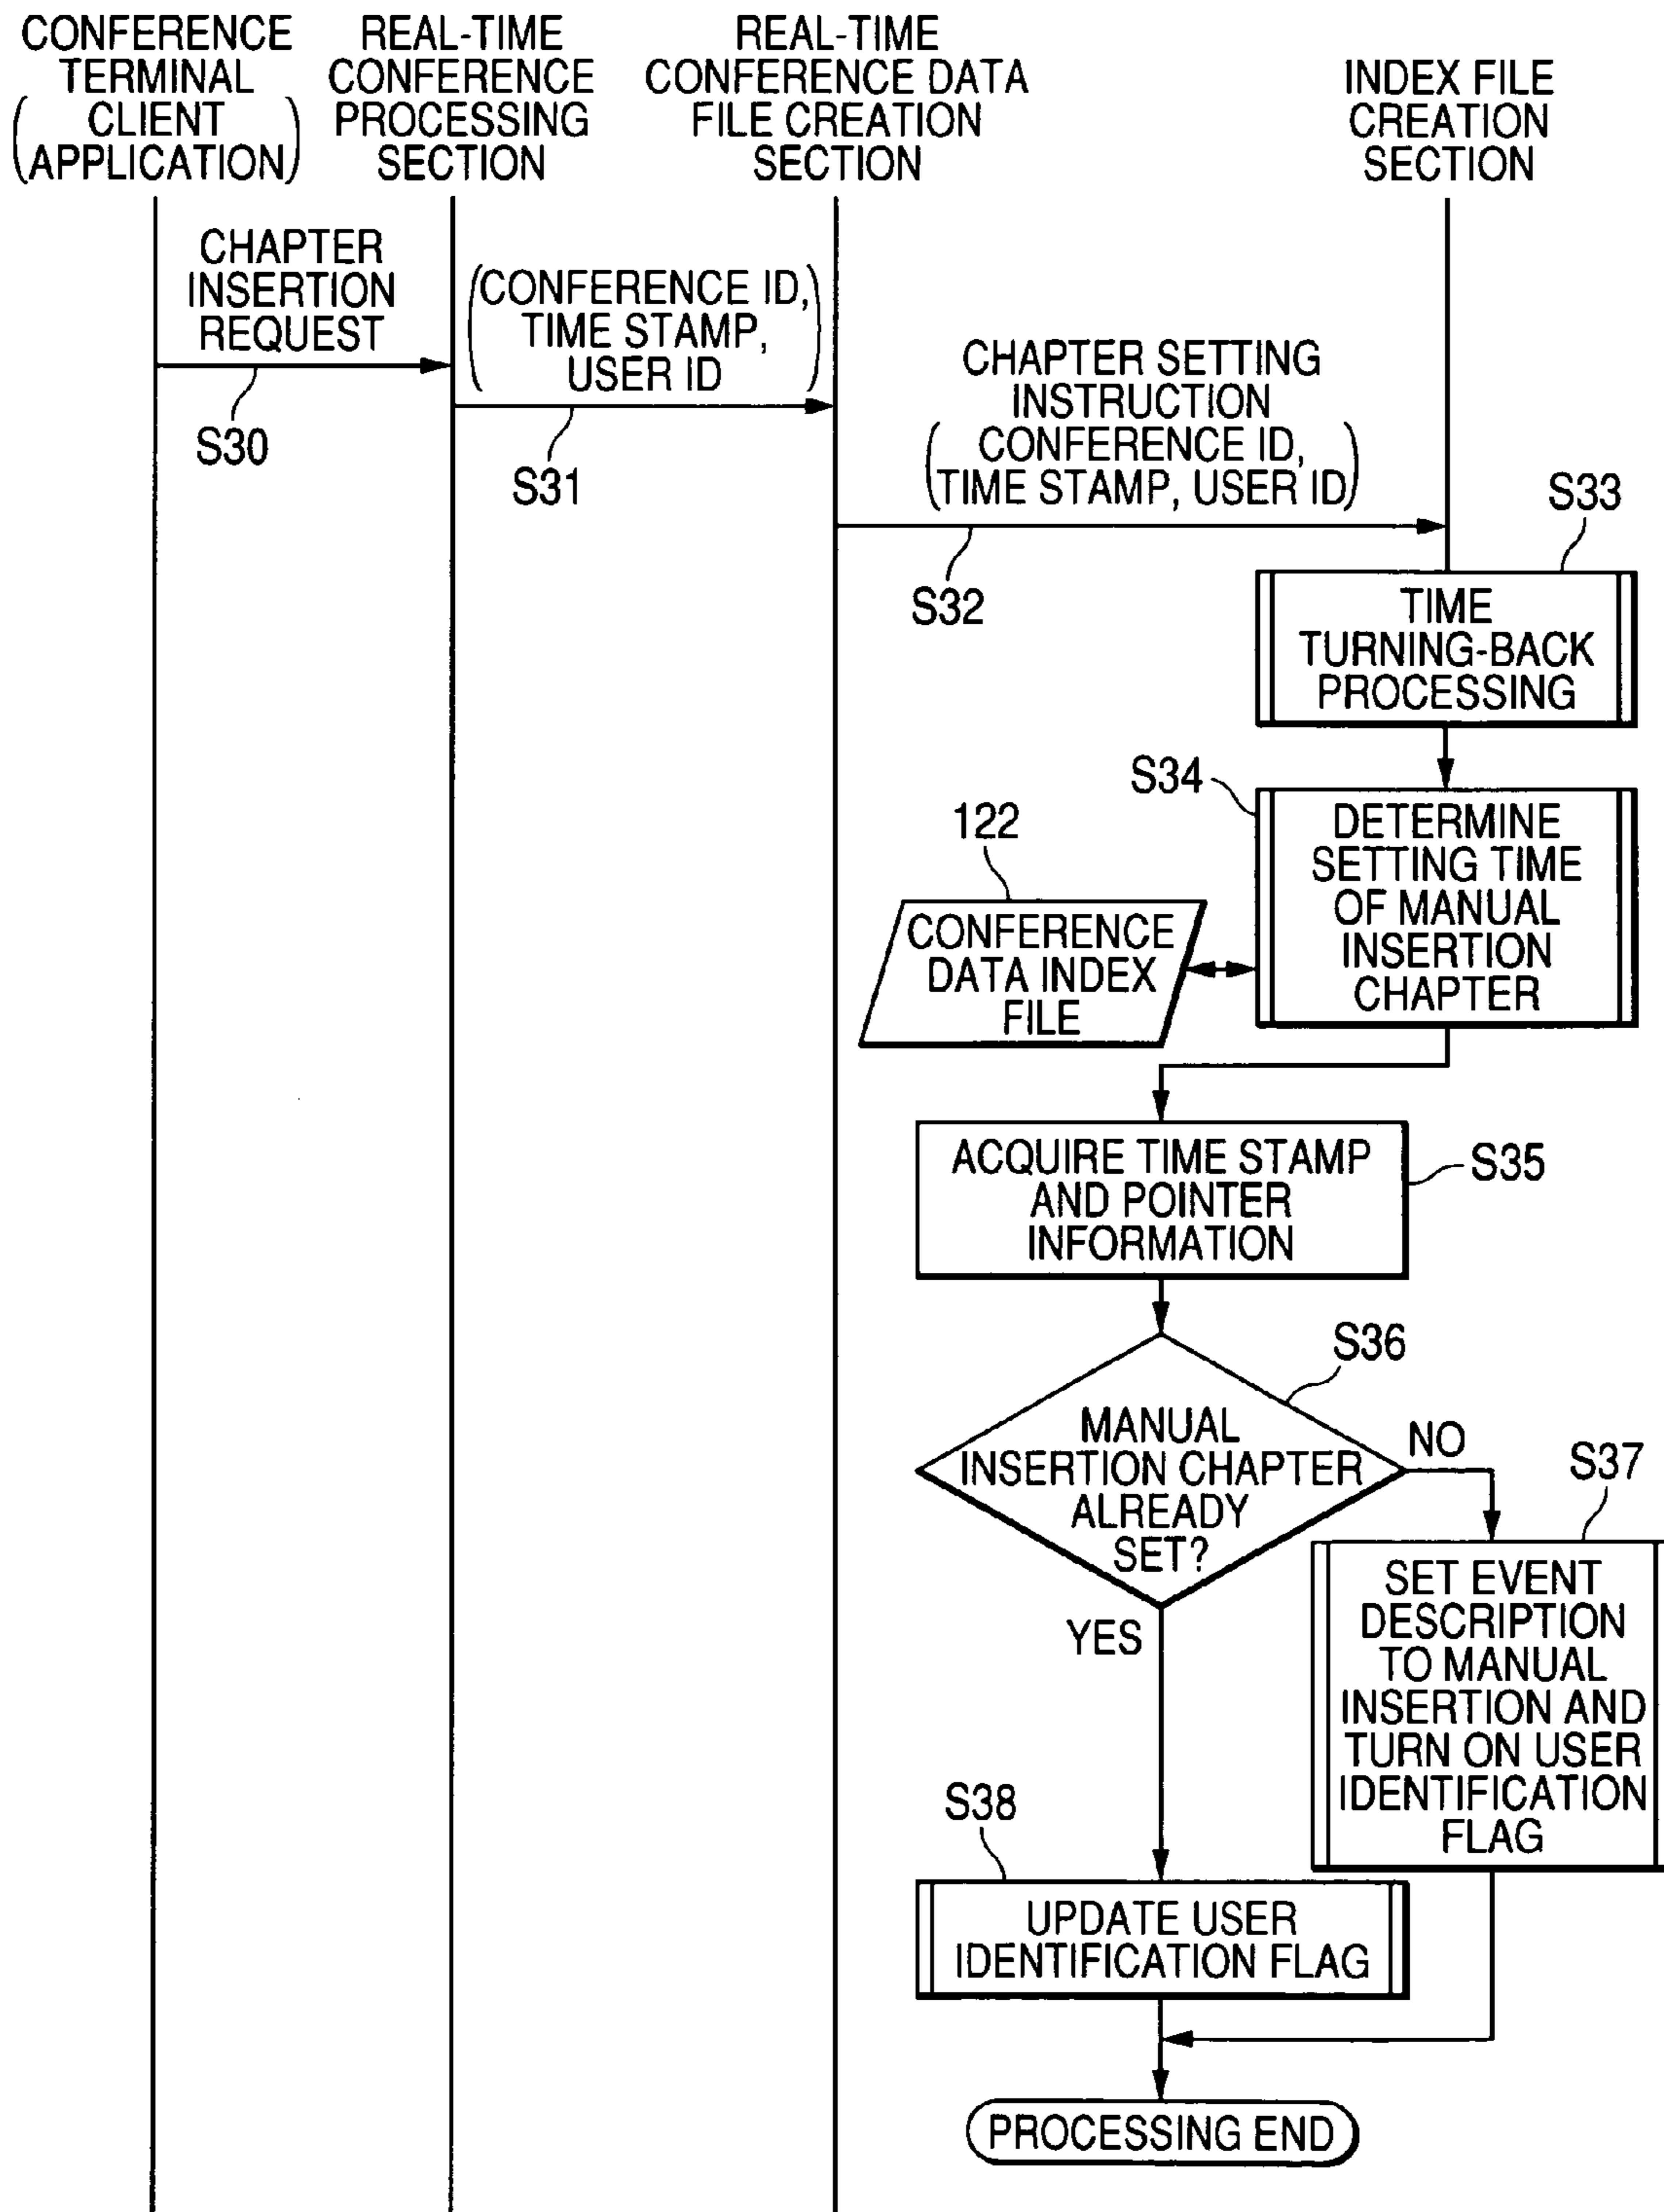 CONFERENCE
TERMINAL
CLIENT
(APPLICATION)
REAL-TIME
CONFERENCE
PROCESSING
SECTION
REAL-TIME
CONFERENCE DATA
FILE CREATION
SECTION
INDEX FILE
CREATION
SECTION
CHAPTER
INSERTION
REQUEST
S30
(CONFERENCE ID,
TIME STAMP,
USER ID)
S31
CHAPTER SETTING
INSTRUCTION
(CONFERENCE ID,
TIME STAMP, USER ID)
S32
S33
TIME
TURNING-BACK
PROCESSING
S34
DETERMINE
SETTING TIME
OF MANUAL
INSERTION
CHAPTER
122
CONFERENCE
DATA INDEX
FILE
ACQUIRE TIME STAMP
AND POINTER
INFORMATION
S35
S36
MANUAL
INSERTION CHAPTER
ALREADY
SET?
NO
YES
S37
SET EVENT
DESCRIPTION
TO MANUAL
INSERTION AND
TURN ON USER
IDENTIFICATION
FLAG
S38
UPDATE USER
IDENTIFICATION FLAG
PROCESSING END